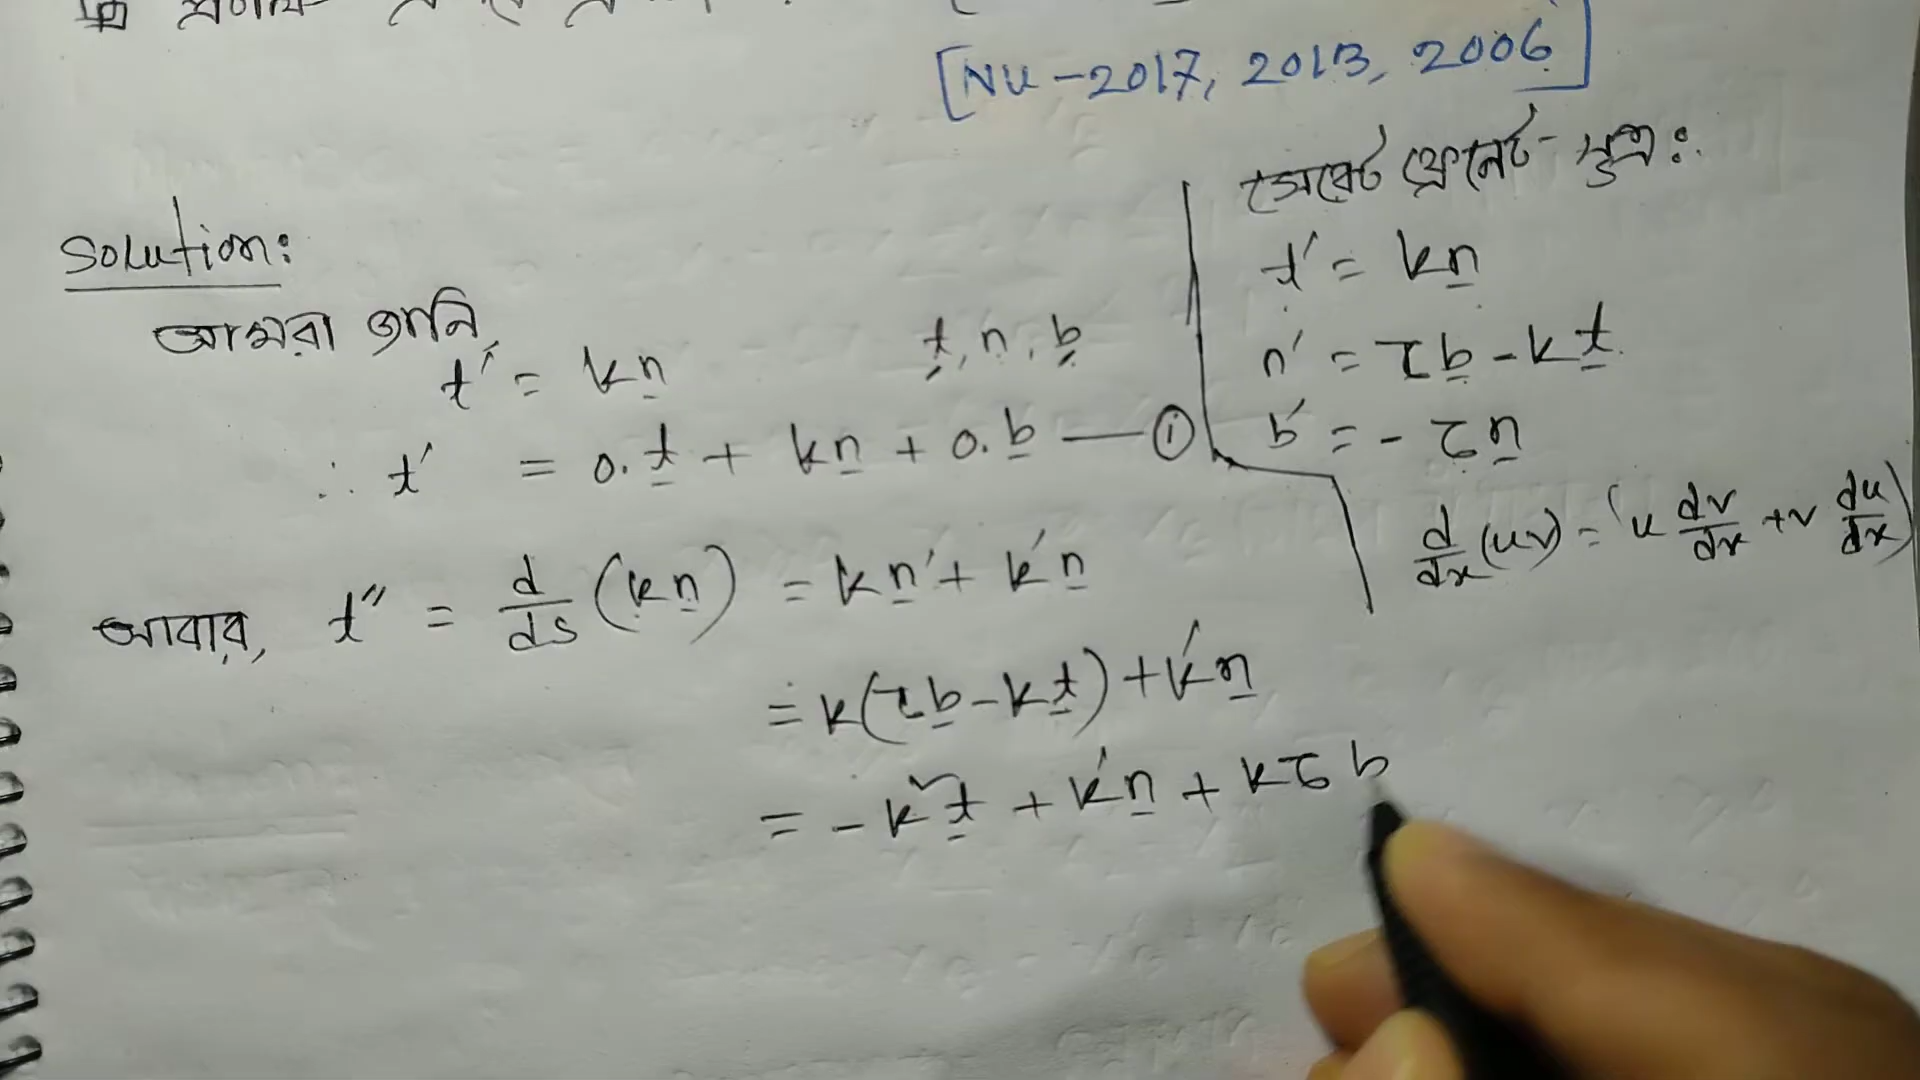 [NU-2017, 2013, 2006]
Solution:
আমরা জানি,
t' = kn
t, n, b
∴ t' = 0.t + kn + 0.b — ①
আবার, t'' = d/ds (kn) = kn' + k'n
= k(τb - kt) + k'n
= -k²t + k'n + kτb
সেরেট ফ্রেনেট সূত্র:
t' = kn
n' = τb - kt
b' = - τn
d/dx (uv) = (u dv/dx + v du/dx)